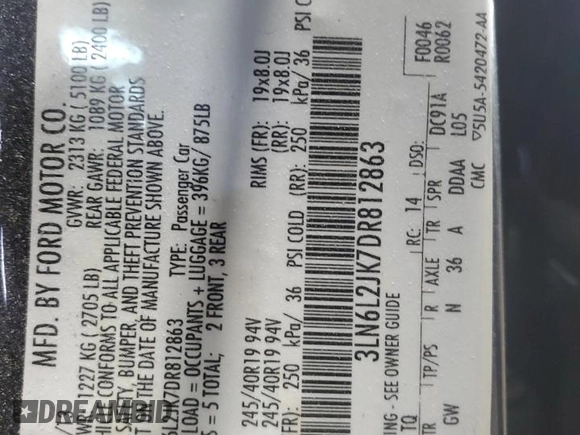 MFD. BY FORD MOTOR CO.
GVWR: 2313 KG ( 5100 LB)
1227 KG ( 2705 LB) REAR GAWR: 1089 KG ( 2400 LB)
CONFORMS TO ALL APPLICABLE FEDERAL MOTOR
SAFETY, BUMPER, AND THEFT PREVENTION STANDARDS
THE DATE OF MANUFACTURE SHOWN ABOVE.
6L2JK7DR812863 TYPE: Passenger Car
LOAD = OCCUPANTS + LUGGAGE = 396KG/ 875LB
= 5 TOTAL; 2 FRONT, 3 REAR
245/40R19 94V RIMS (FR): 19x8.0J
245/40R19 94V (RR): 19x8.0J
FR): 250 kPa/ 36 PSI COLD (RR): 250 kPa/ 36 PSI C
3LN6L2JK7DR812863
SEE OWNER GUIDE
F0046
TQ RC: 14 DSO: R0062
TR TP/PS R AXLE TR SPR DC91A
GW N 36 A DDAA L05
CMC ▽5U5A-5420472-AA
DREAMBID